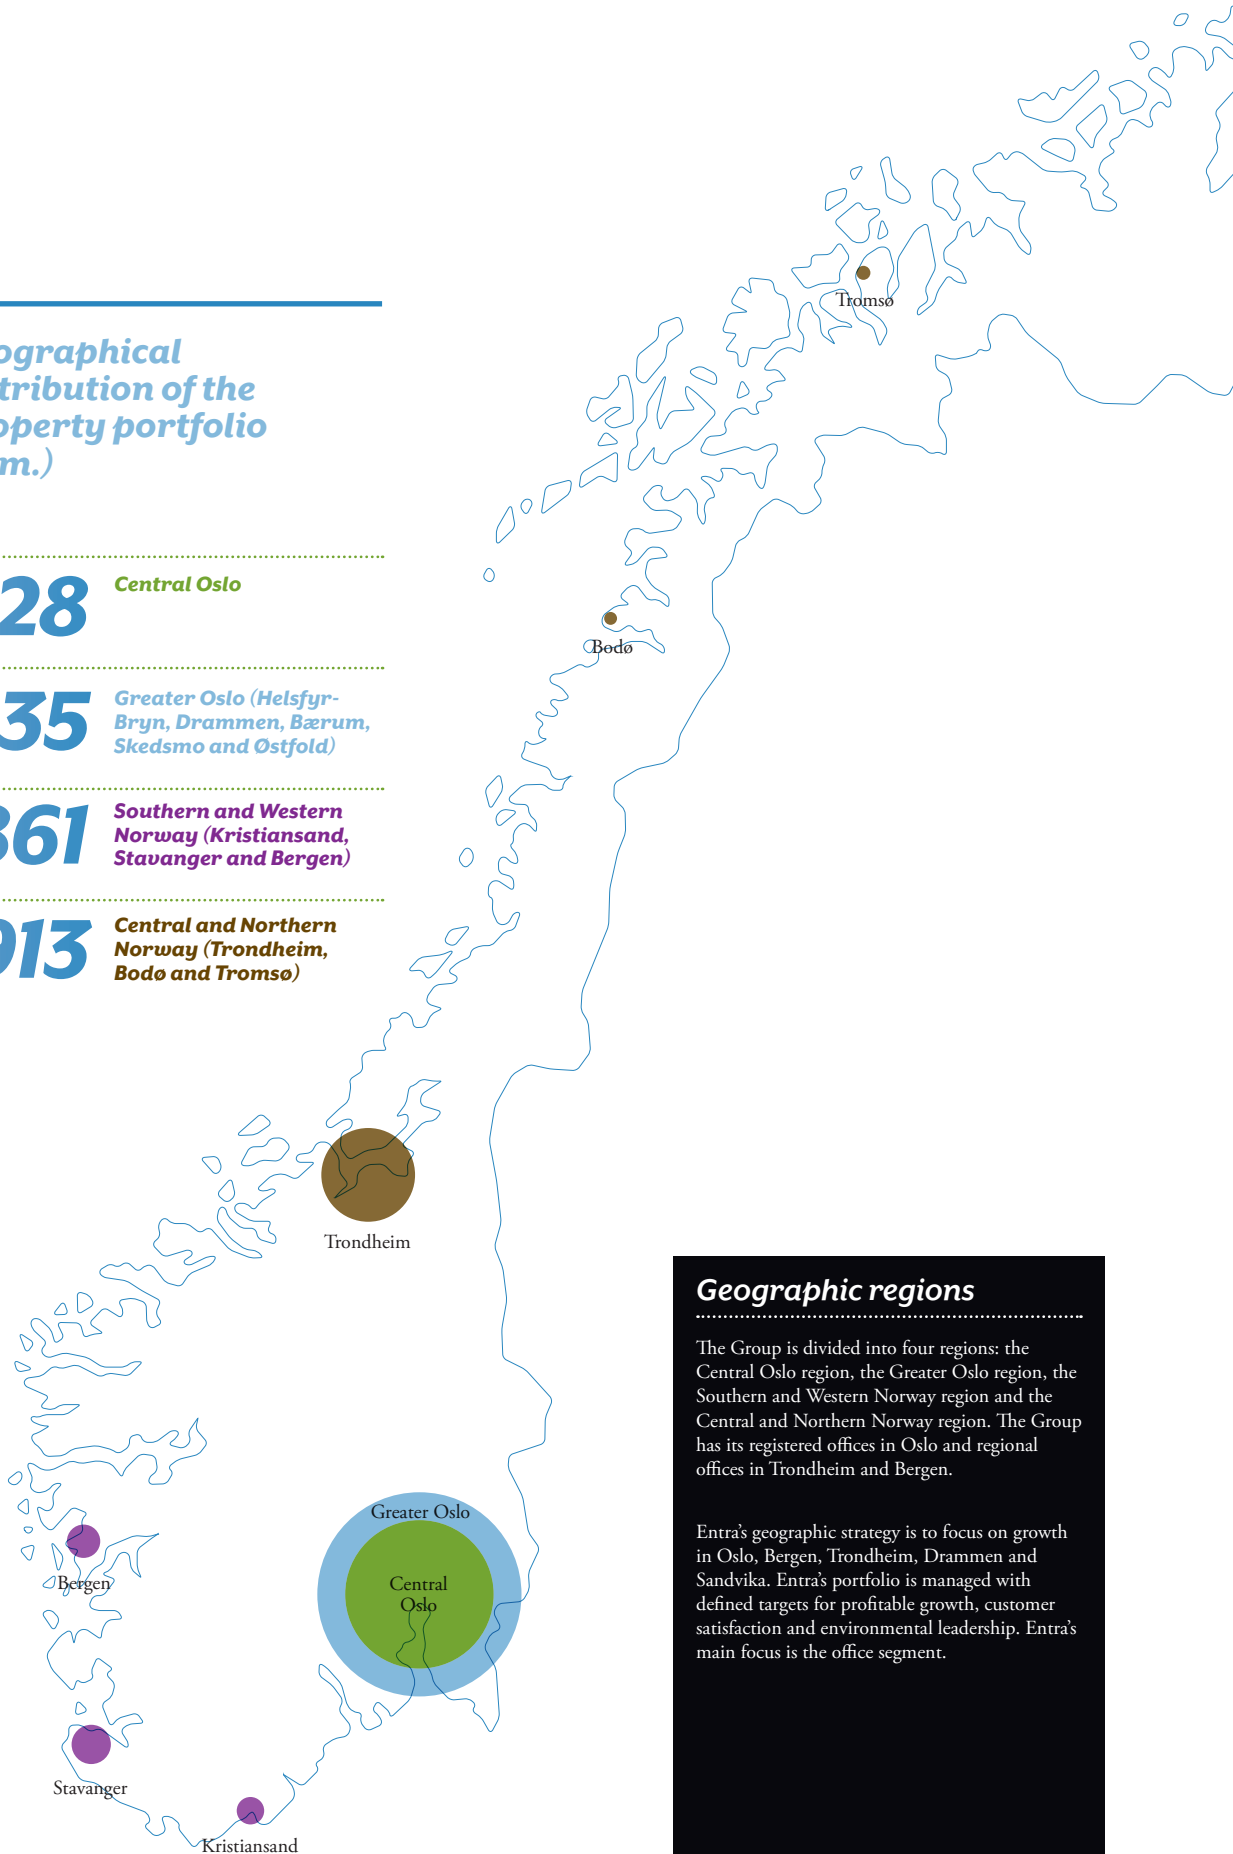 ographical
tribution of the
operty portfolio
m.)
28
Central Oslo
35
Greater Oslo (Helsfyr-
Bryn, Drammen, Bærum,
Skedsmo and Østfold)
361
Southern and Western
Norway (Kristiansand,
Stavanger and Bergen)
913
Central and Northern
Norway (Trondheim,
Bodø and Tromsø)
Tromsø
Bodø
Trondheim
Greater Oslo
Central
Oslo
Bergen
Stavanger
Kristiansand
Geographic regions
The Group is divided into four regions: the
Central Oslo region, the Greater Oslo region, the
Southern and Western Norway region and the
Central and Northern Norway region. The Group
has its registered offices in Oslo and regional
offices in Trondheim and Bergen.
Entra’s geographic strategy is to focus on growth
in Oslo, Bergen, Trondheim, Drammen and
Sandvika. Entra’s portfolio is managed with
defined targets for profitable growth, customer
satisfaction and environmental leadership. Entra’s
main focus is the office segment.